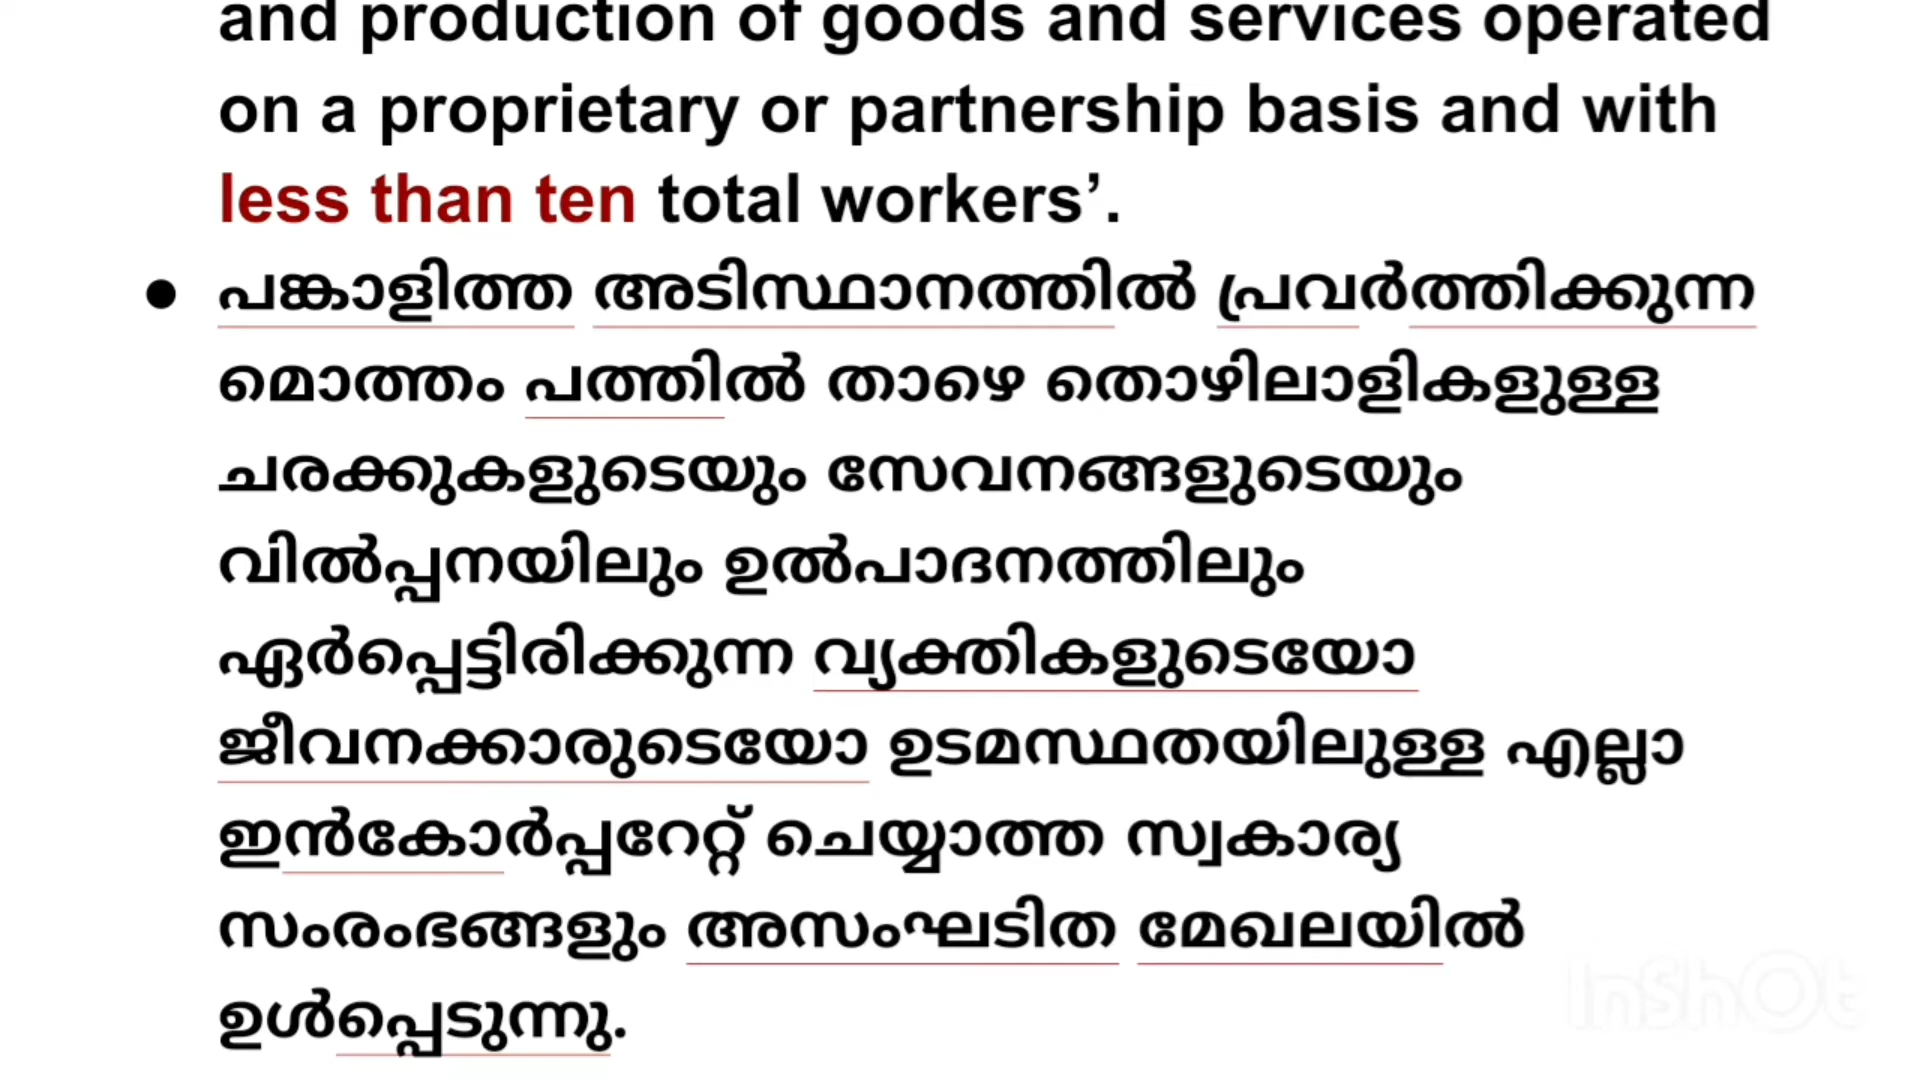 and production of goods and services operated
on a proprietary or partnership basis and with
less than ten total workers’.
● പങ്കാളിത്ത അടിസ്ഥാനത്തിൽ പ്രവർത്തിക്കുന്ന
മൊത്തം പത്തിൽ താഴെ തൊഴിലാളികളുള്ള
ചരക്കുകളുടെയും സേവനങ്ങളുടെയും
വിൽപ്പനയിലും ഉൽപാദനത്തിലും
ഏർപ്പെട്ടിരിക്കുന്ന വ്യക്തികളുടെയോ
ജീവനക്കാരുടെയോ ഉടമസ്ഥതയിലുള്ള എല്ലാ
ഇൻകോർപ്പറേറ്റ് ചെയ്യാത്ത സ്വകാര്യ
സംരംഭങ്ങളും അസംഘടിത മേഖലയിൽ
ഉൾപ്പെടുന്നു.
InShOt